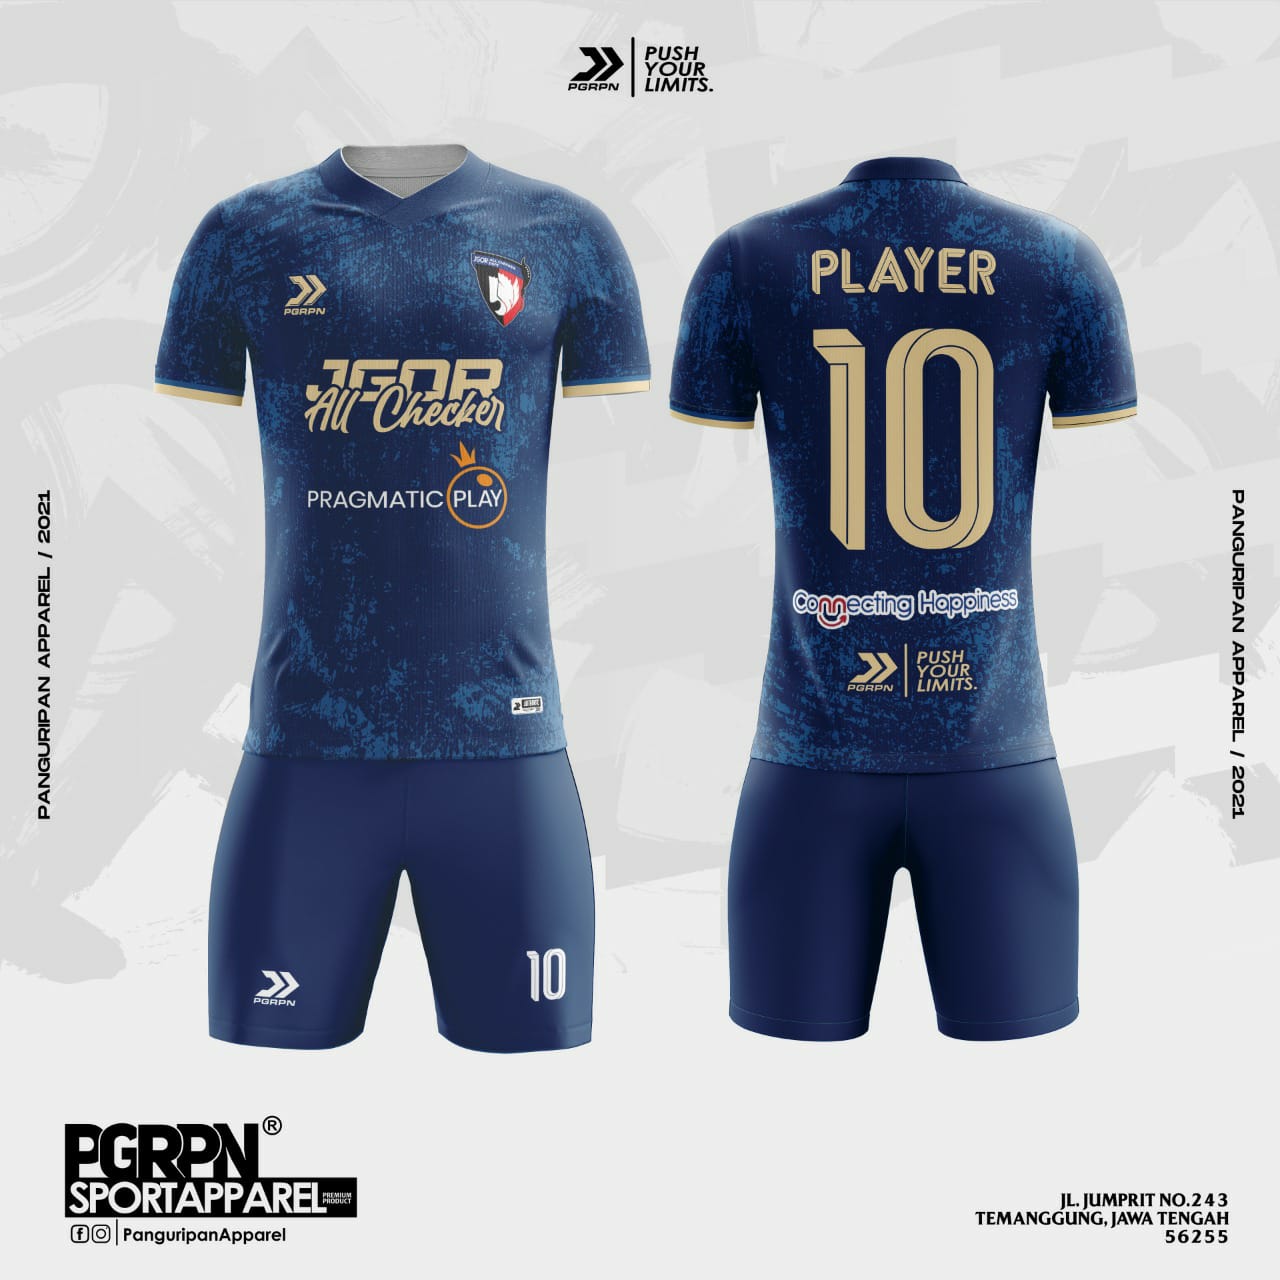 PGRPN
PUSH
YOUR
LIMITS.
PANGURIPAN APPAREL / 2021
PGRPN
JGOR
JGOR
All Checker
PRAGMATIC PLAY
PGRPN
10
PLAYER
10
Connecting Happiness
PGRPN
PUSH
YOUR
LIMITS.
PANGURIPAN APPAREL / 2021
PGRPN®
SPORTAPPAREL PREMIUM
PRODUCT
PanguripanApparel
JL. JUMPRIT NO.243
TEMANGGUNG, JAWA TENGAH
56255